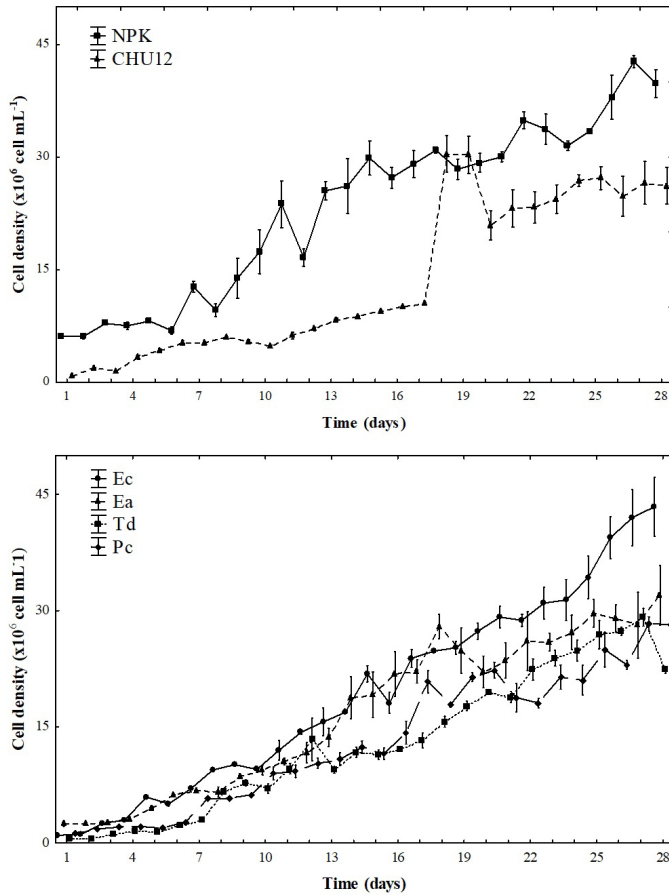 45
30
15
0
Cell density (x10⁶ cell mL⁻¹)
NPK
CHU12
1 4 7 10 13 16 19 22 25 28
Time (days)
45
30
15
0
Cell density (x10⁶ cell mL-1)
Ec
Ea
Td
Pc
1 4 7 10 13 16 19 22 25 28
Time (days)